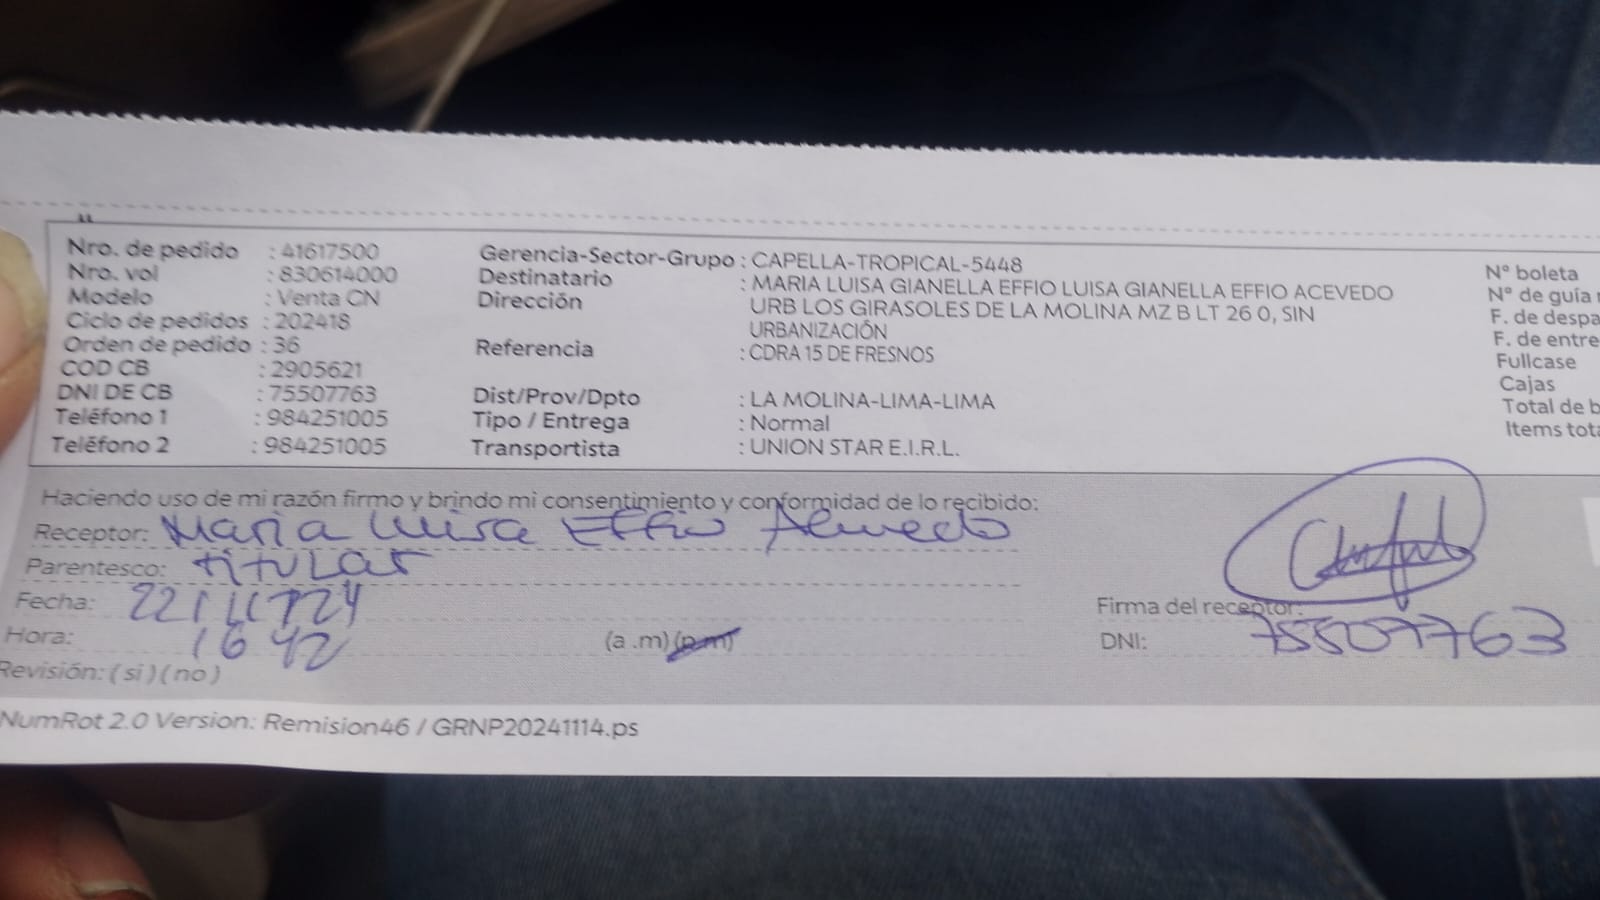 Nro. de pedido : 41617500 Gerencia-Sector-Grupo : CAPELLA-TROPICAL-5448 N° boleta
Nro. vol : 830614000 Destinatario : MARIA LUISA GIANELLA EFFIO LUISA GIANELLA EFFIO ACEVEDO N° de guía
Modelo : Venta CN Dirección URB LOS GIRASOLES DE LA MOLINA MZ B LT 26 0, SIN F. de despa
Ciclo de pedidos : 202418 URBANIZACIÓN F. de entre
Orden de pedido : 36 Referencia : CDRA 15 DE FRESNOS Fullcase
COD CB : 2905621 Cajas
DNI DE CB : 75507763 Dist/Prov/Dpto : LA MOLINA-LIMA-LIMA Total de b
Teléfono 1 : 984251005 Tipo / Entrega : Normal Items tota
Teléfono 2 : 984251005 Transportista : UNION STAR E.I.R.L.
Haciendo uso de mi razón firmo y brindo mi consentimiento y conformidad de lo recibido:
Receptor: Maria Luisa Effio Acevedo
Parentesco: titular
Fecha: 22/11/24 Firma del receptor:
Hora: 16 42 (a .m) (p.m) DNI: 75507763
Revisión: ( si ) ( no )
NumRot 2.0 Version: Remision46 / GRNP20241114.ps